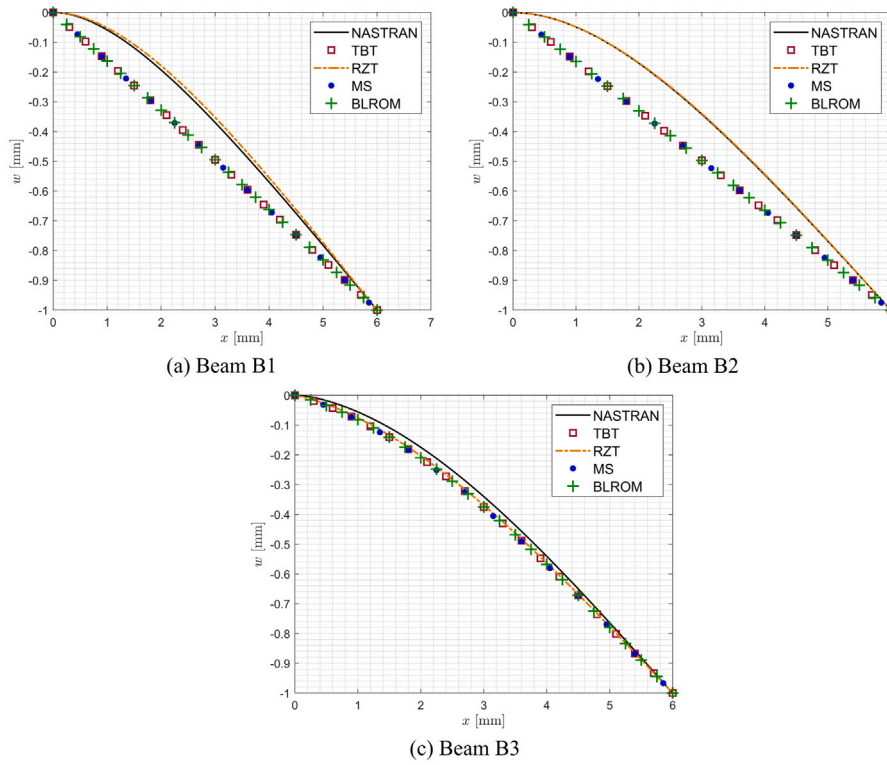 0
-0.1
-0.2
-0.3
-0.4
-0.5
-0.6
-0.7
-0.8
-0.9
-1
w [mm]
0 1 2 3 4 5 6 7
x [mm]
NASTRAN
TBT
RZT
MS
BLROM
(a) Beam B1
0
-0.1
-0.2
-0.3
-0.4
-0.5
-0.6
-0.7
-0.8
-0.9
-1
w [mm]
0 1 2 3 4 5
x [mm]
NASTRAN
TBT
RZT
MS
BLROM
(b) Beam B2
0
-0.1
-0.2
-0.3
-0.4
-0.5
-0.6
-0.7
-0.8
-0.9
-1
w [mm]
0 1 2 3 4 5 6
x [mm]
NASTRAN
TBT
RZT
MS
BLROM
(c) Beam B3